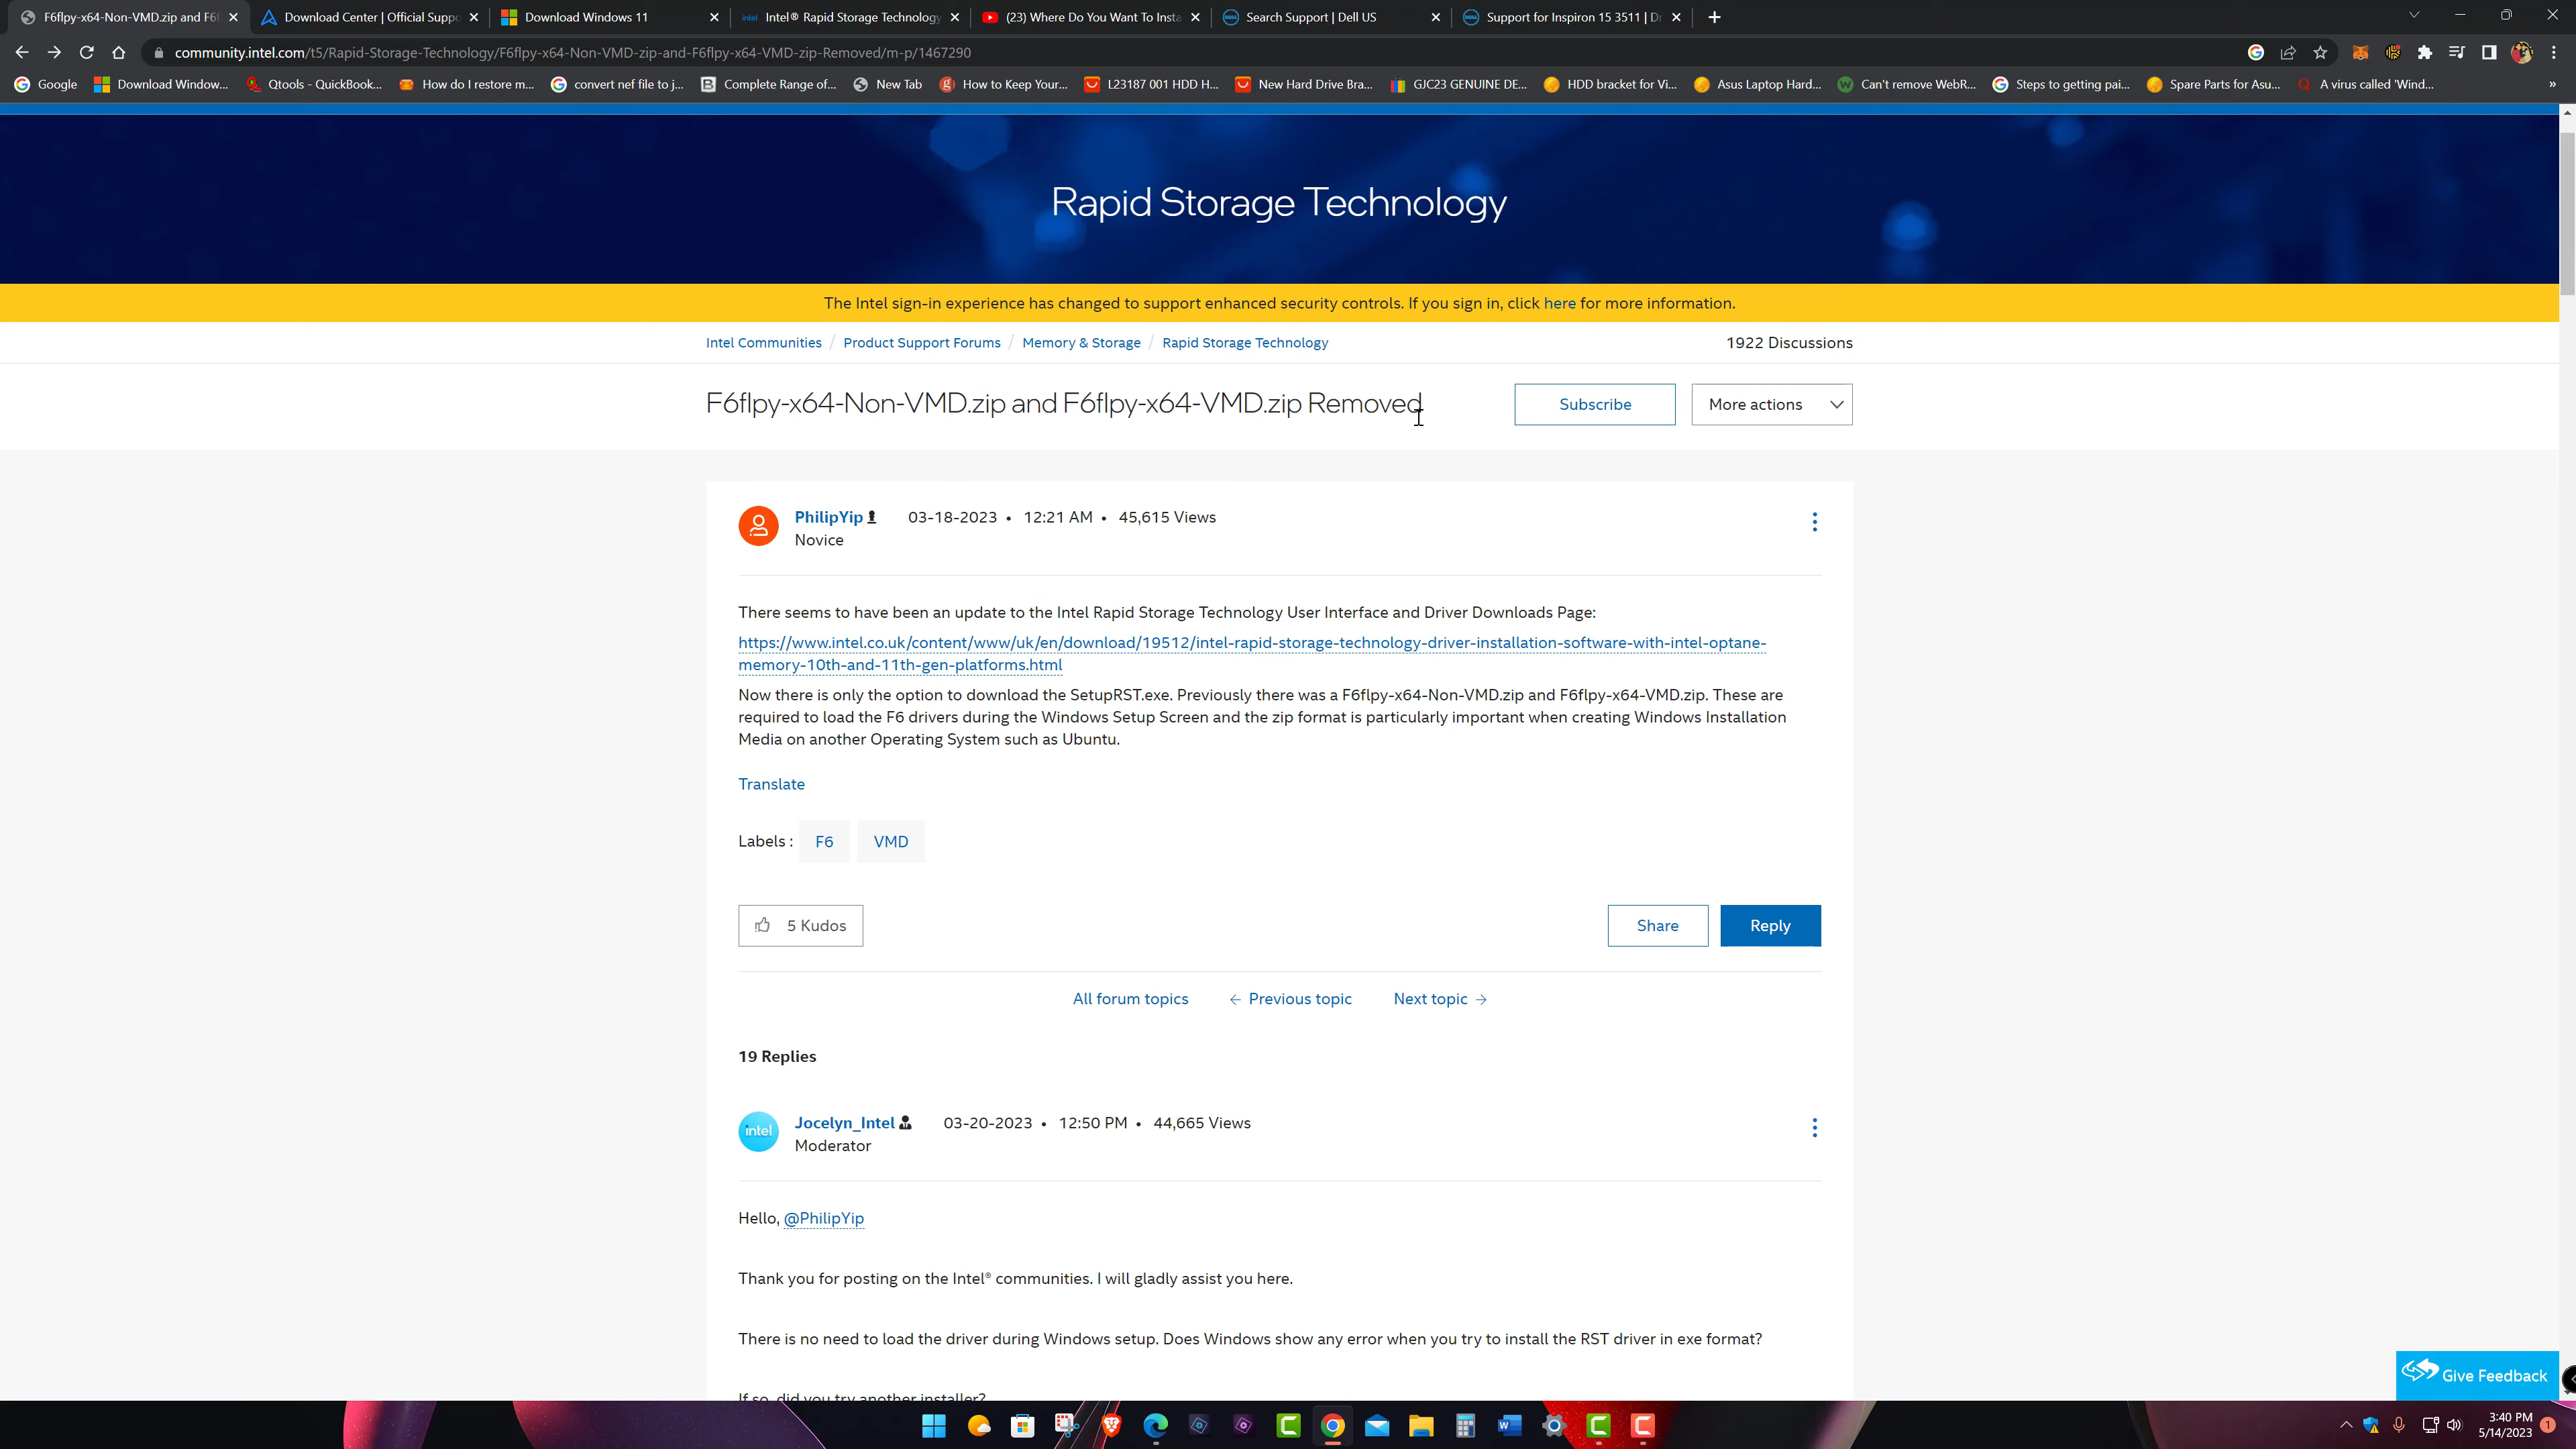 F6flpy-x64-Non-VMD.zip and F6f
Download Center | Official Suppo
Download Windows 11
Intel® Rapid Storage Technology
(23) Where Do You Want To Insta
Search Support | Dell US
Support for Inspiron 15 3511 | Dr
community.intel.com/t5/Rapid-Storage-Technology/F6flpy-x64-Non-VMD-zip-and-F6flpy-x64-VMD-zip-Removed/m-p/1467290
Google Download Window... Qtools - QuickBook... How do I restore m... convert nef file to j... Complete Range of... New Tab How to Keep Your... L23187 001 HDD H... New Hard Drive Bra... GJC23 GENUINE DE... HDD bracket for Vi... Asus Laptop Hard... Can't remove WebR... Steps to getting pai... Spare Parts for Asu... A virus called 'Wind... »
Rapid Storage Technology
The Intel sign-in experience has changed to support enhanced security controls. If you sign in, click here for more information.
Intel Communities / Product Support Forums / Memory & Storage / Rapid Storage Technology 1922 Discussions
F6flpy-x64-Non-VMD.zip and F6flpy-x64-VMD.zip Removed Subscribe More actions
PhilipYip 03-18-2023 • 12:21 AM • 45,615 Views
Novice
There seems to have been an update to the Intel Rapid Storage Technology User Interface and Driver Downloads Page:
https://www.intel.co.uk/content/www/uk/en/download/19512/intel-rapid-storage-technology-driver-installation-software-with-intel-optane-
memory-10th-and-11th-gen-platforms.html
Now there is only the option to download the SetupRST.exe. Previously there was a F6flpy-x64-Non-VMD.zip and F6flpy-x64-VMD.zip. These are
required to load the F6 drivers during the Windows Setup Screen and the zip format is particularly important when creating Windows Installation
Media on another Operating System such as Ubuntu.
Translate
Labels : F6 VMD
5 Kudos Share Reply
All forum topics ← Previous topic Next topic →
19 Replies
intel
Jocelyn_Intel 03-20-2023 • 12:50 PM • 44,665 Views
Moderator
Hello, @PhilipYip
Thank you for posting on the Intel® communities. I will gladly assist you here.
There is no need to load the driver during Windows setup. Does Windows show any error when you try to install the RST driver in exe format?
If so, did you try another installer?
Give Feedback
3:40 PM
5/14/2023
1